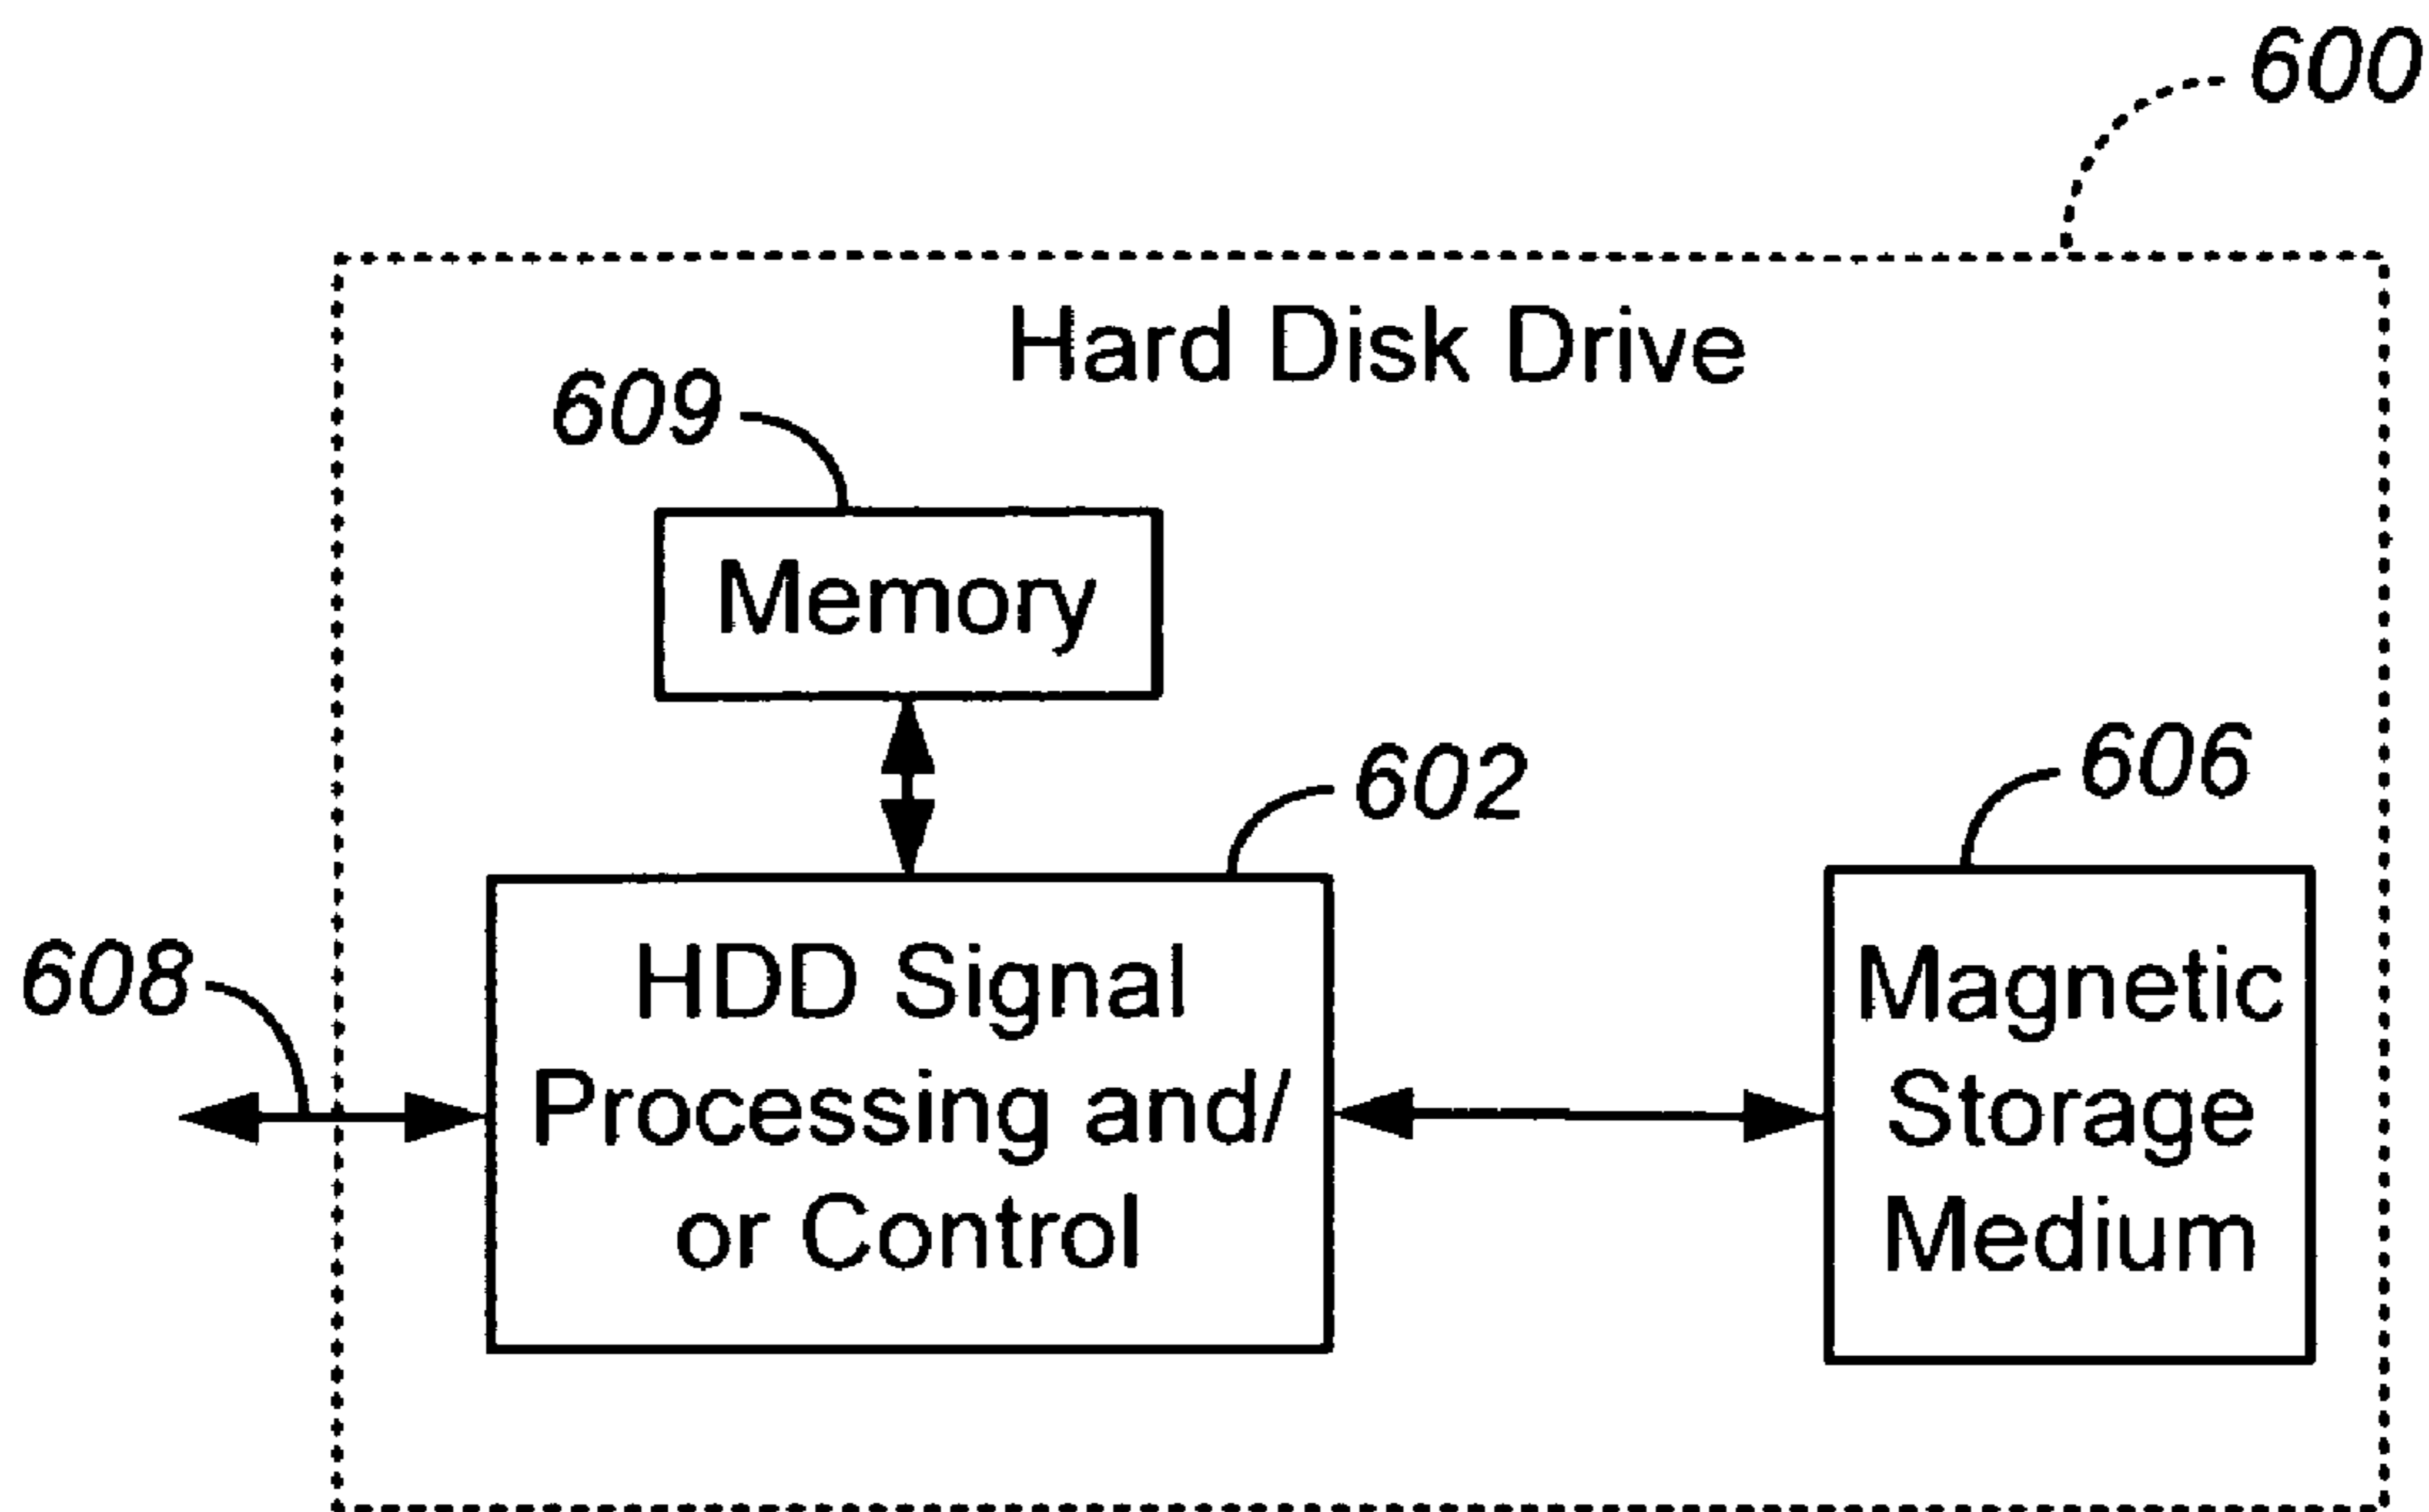 600
Hard Disk Drive
609
Memory
602
606
608
HDD Signal
Processing and/
or Control
Magnetic
Storage
Medium